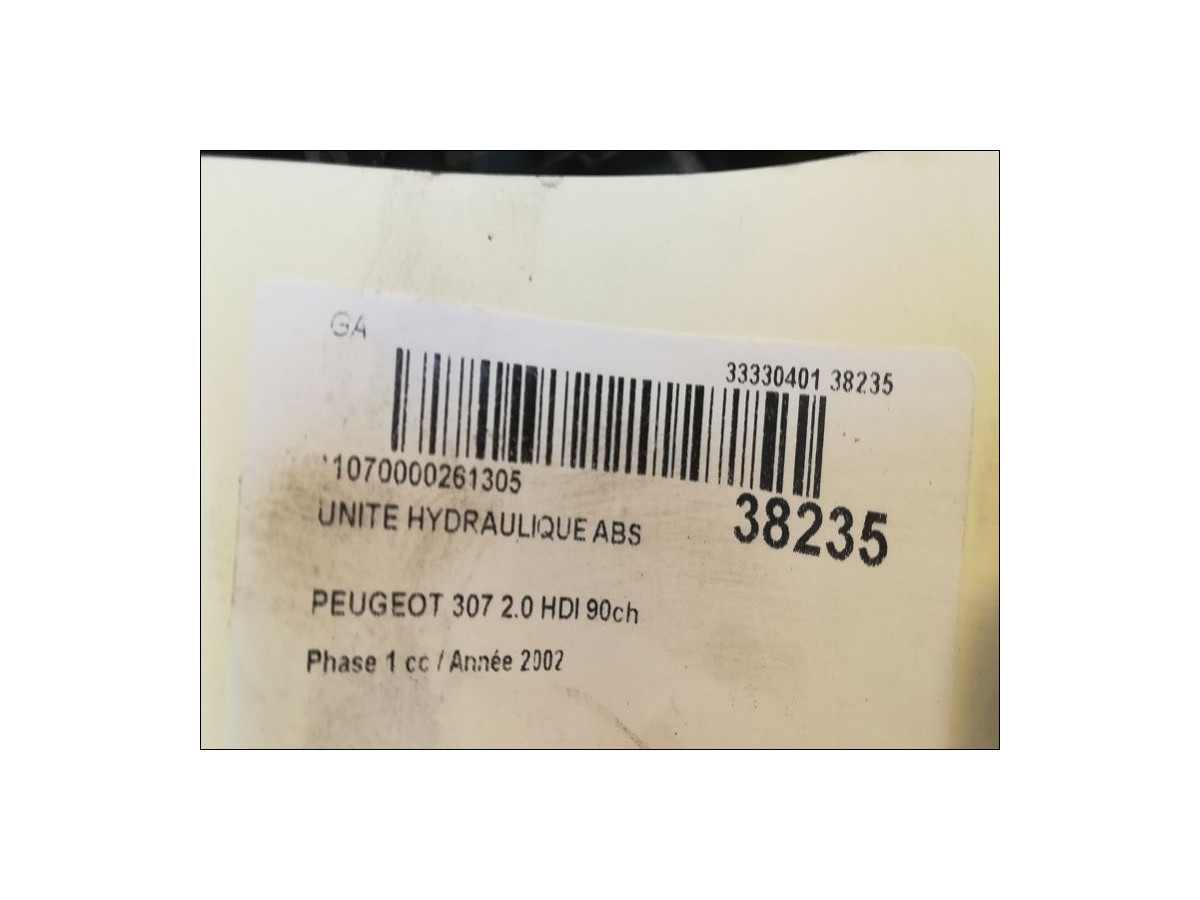 GA
33330401 38235
1070000261305
38235
UNITE HYDRAULIQUE ABS
PEUGEOT 307 2.0 HDI 90ch
Phase 1 cc / Année 2002